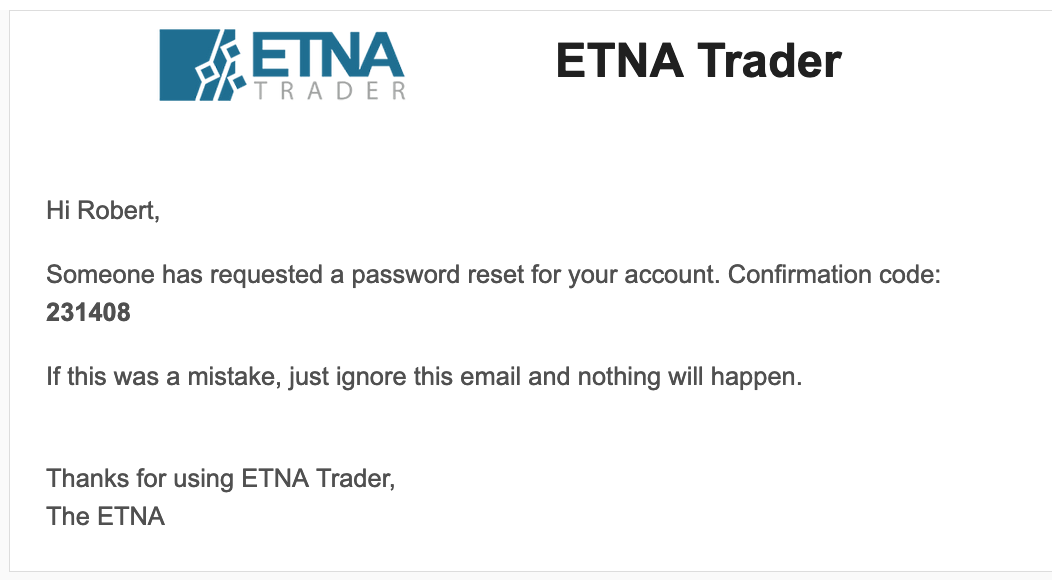 ETNA
TRADER
ETNA Trader
Hi Robert,
Someone has requested a password reset for your account. Confirmation code:
231408
If this was a mistake, just ignore this email and nothing will happen.
Thanks for using ETNA Trader,
The ETNA